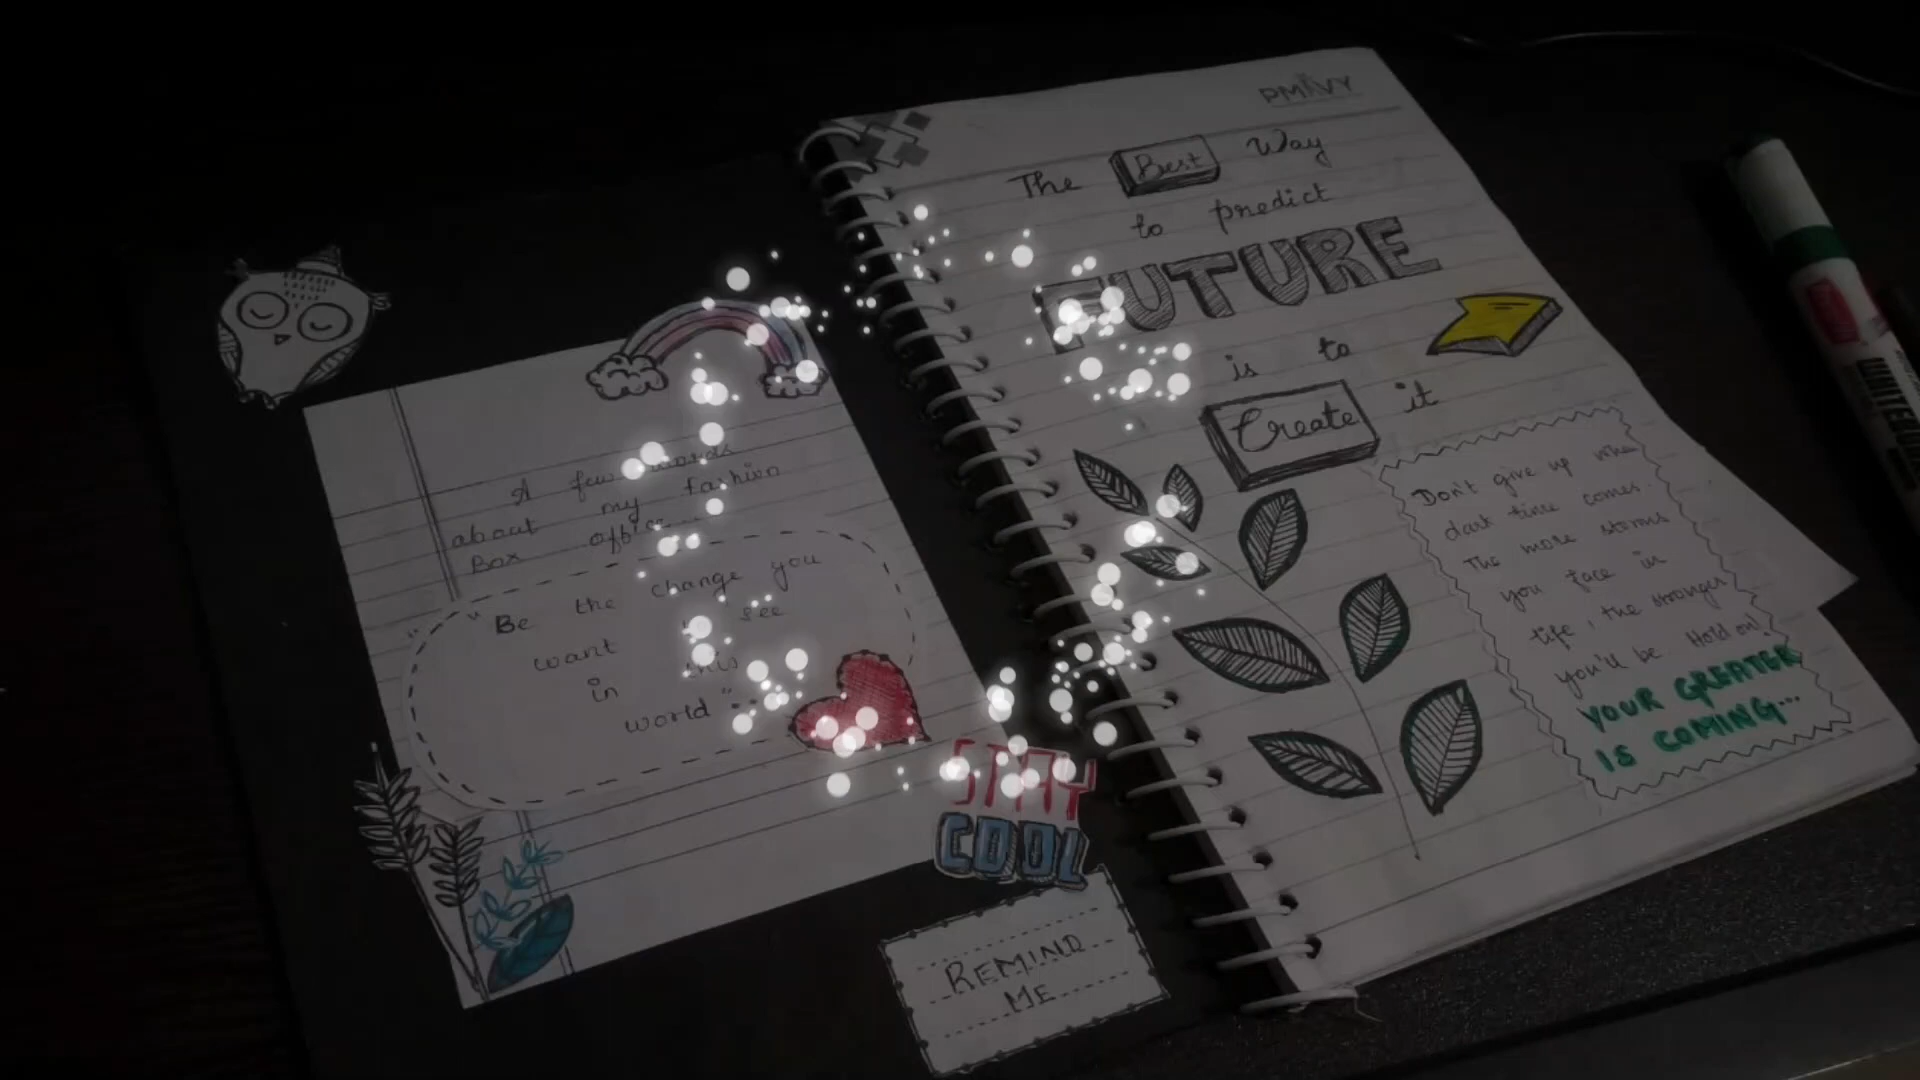 A few words
about my fashion
Box office....
"Be the change you
want see
in this
world"
STAY
COOL
REMIND
ME
The Best Way
to predict
FUTURE
is to
Create it
Don't give up when
dark time comes.
The more storms
you face in
life, the stronger
you'll be. Hold on!
YOUR GREATER
IS COMING...